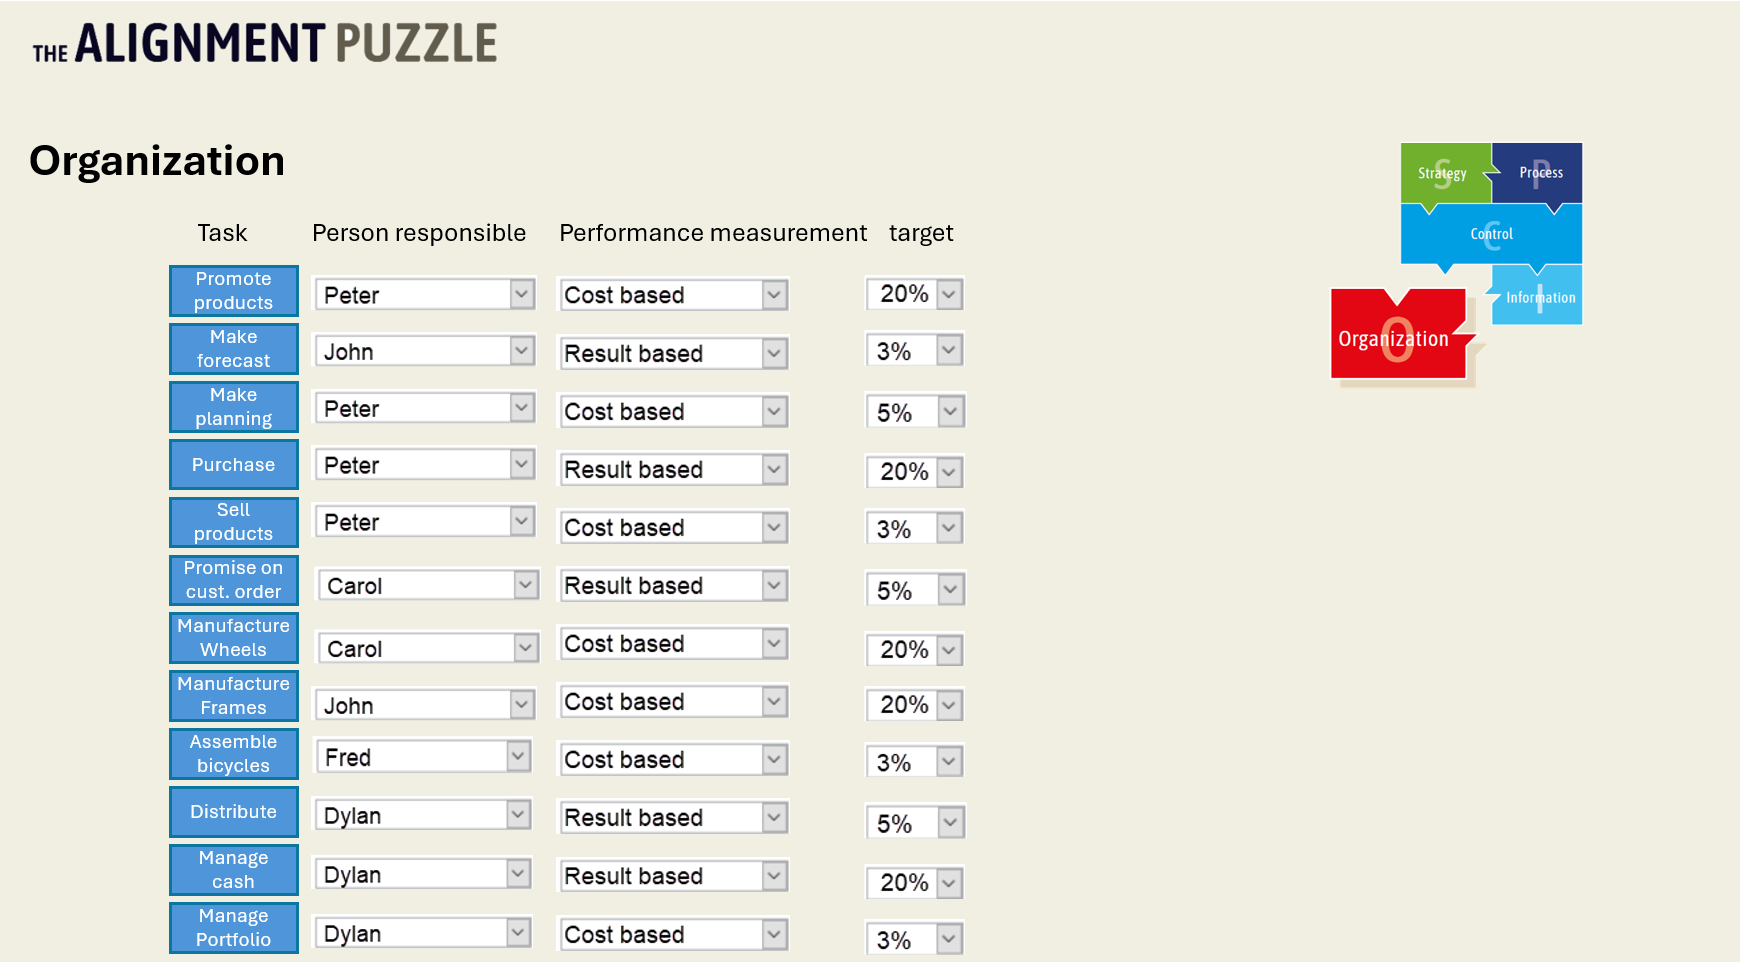 THE ALIGNMENT PUZZLE
Organization
Task Person responsible Performance measurement target
Promote
products
Peter Cost based 20%
Make
forecast
John Result based 3%
Make
planning
Peter Cost based 5%
Purchase Peter Result based 20%
Sell
products
Peter Cost based 3%
Promise on
cust. order
Carol Result based 5%
Manufacture
Wheels
Carol Cost based 20%
Manufacture
Frames
John Cost based 20%
Assemble
bicycles
Fred Cost based 3%
Distribute Dylan Result based 5%
Manage
cash
Dylan Result based 20%
Manage
Portfolio
Dylan Cost based 3%
S Strategy
P Process
C Control
I Information
O Organization